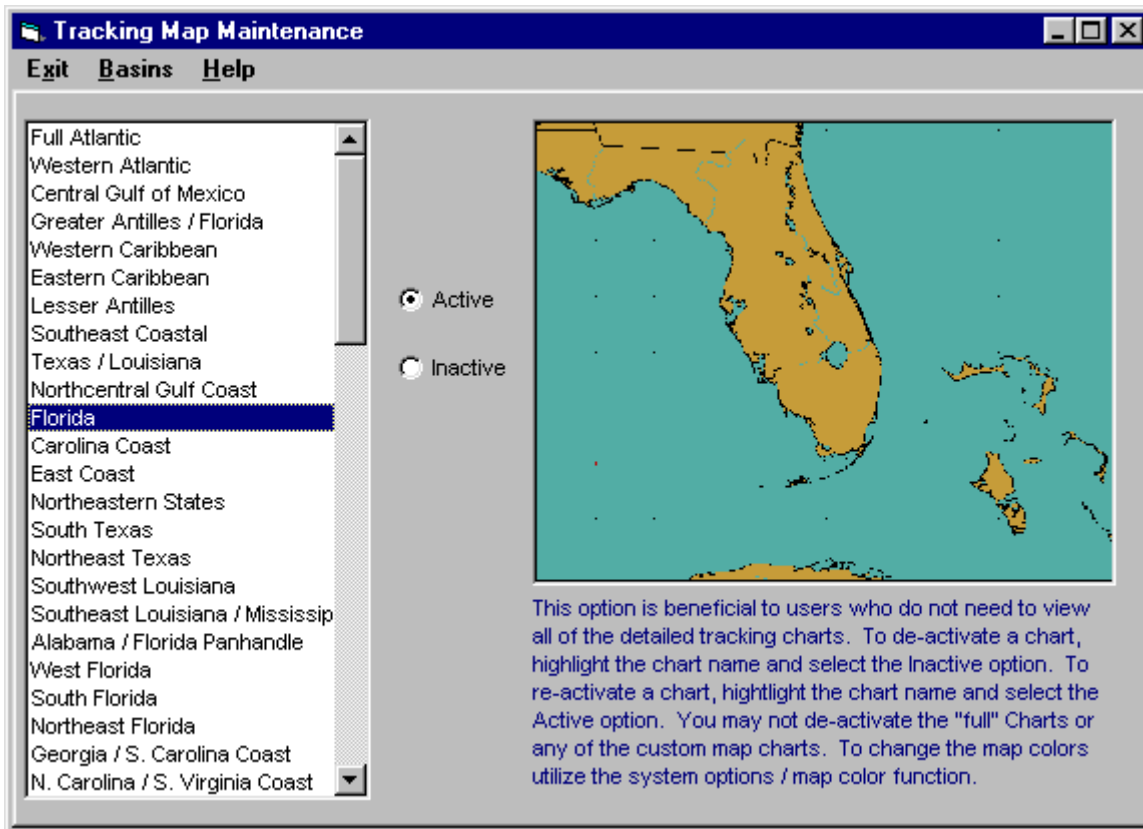 Tracking Map Maintenance
Exit Basins Help
Full Atlantic
Western Atlantic
Central Gulf of Mexico
Greater Antilles / Florida
Western Caribbean
Eastern Caribbean
Lesser Antilles
Southeast Coastal
Texas / Louisiana
Northcentral Gulf Coast
Florida
Carolina Coast
East Coast
Northeastern States
South Texas
Northeast Texas
Southwest Louisiana
Southeast Louisiana / Mississip
Alabama / Florida Panhandle
West Florida
South Florida
Northeast Florida
Georgia / S. Carolina Coast
N. Carolina / S. Virginia Coast
Active
Inactive
This option is beneficial to users who do not need to view
all of the detailed tracking charts. To de-activate a chart,
highlight the chart name and select the Inactive option. To
re-activate a chart, hightlight the chart name and select the
Active option. You may not de-activate the "full" Charts or
any of the custom map charts. To change the map colors
utilize the system options / map color function.